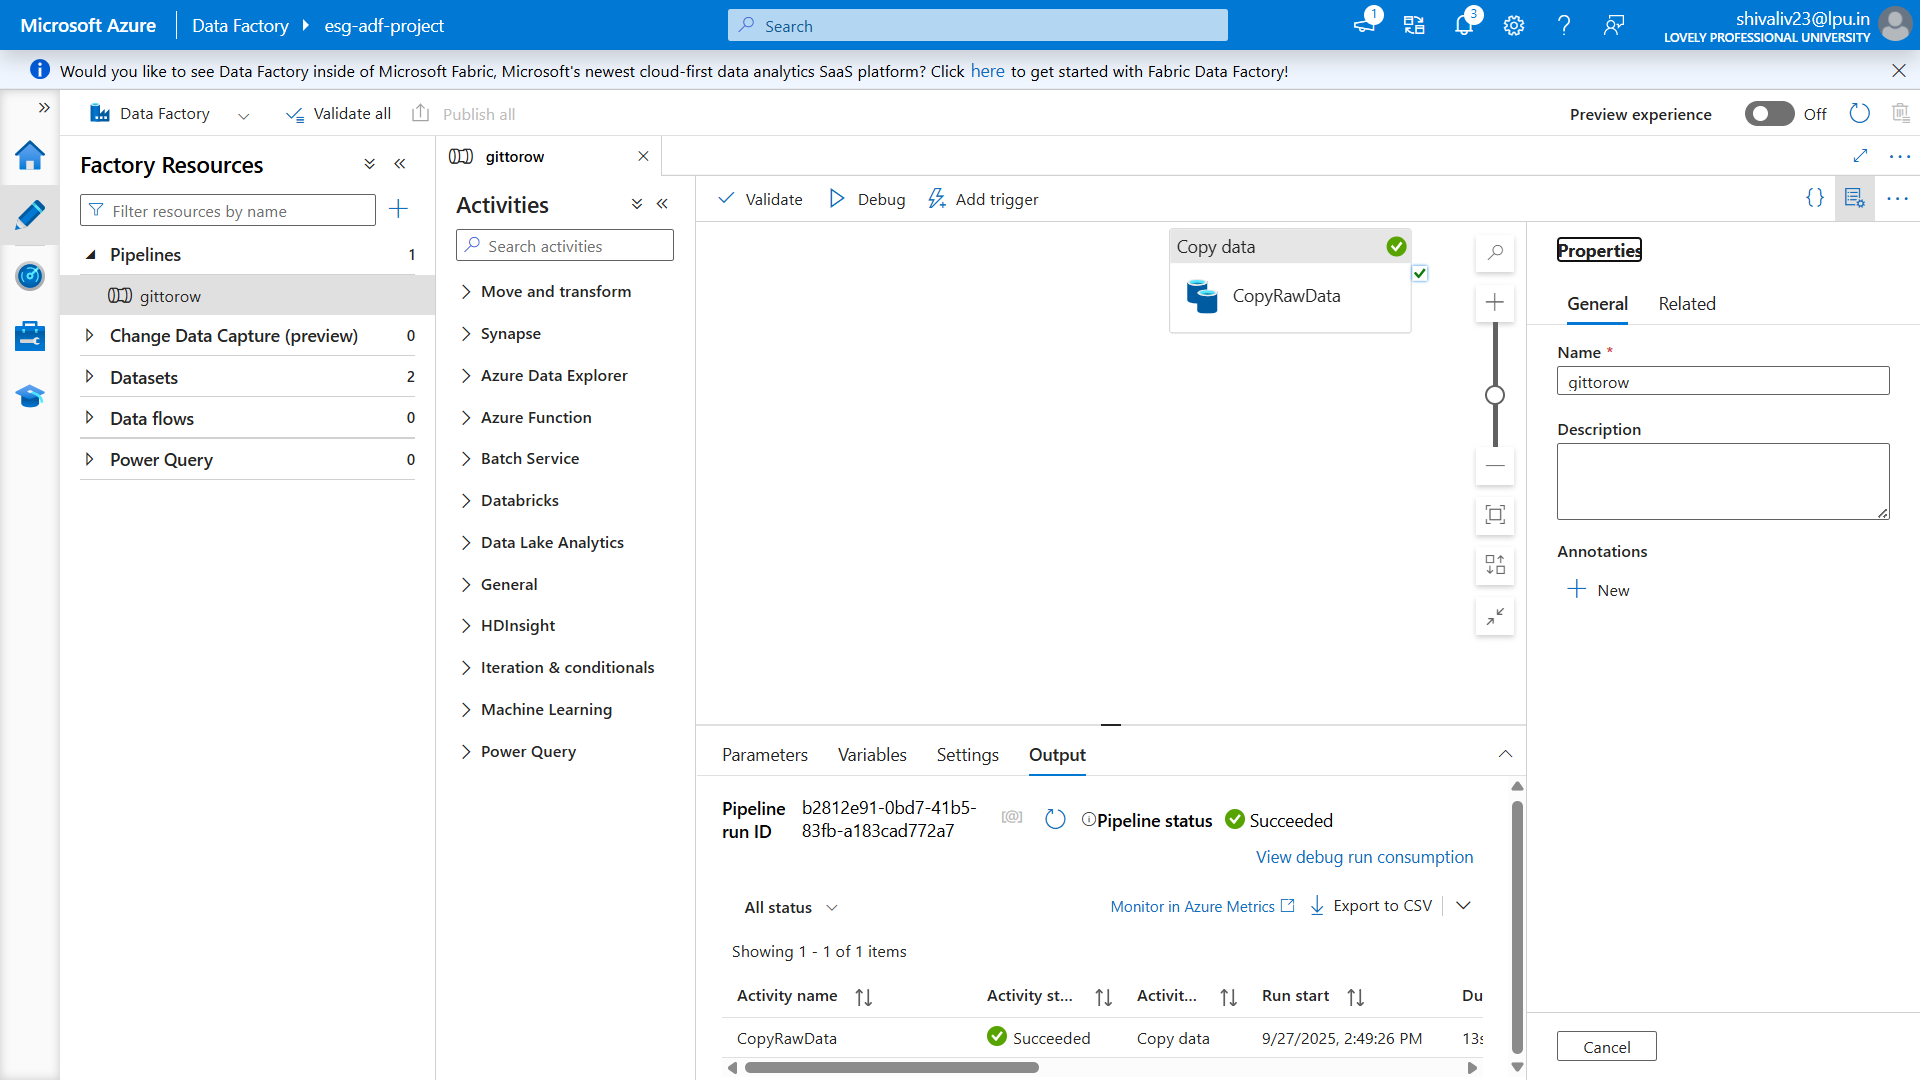 Microsoft Azure
Data Factory
esg-adf-project
Search
1
3
shivaliv23@lpu.in
LOVELY PROFESSIONAL UNIVERSITY
Would you like to see Data Factory inside of Microsoft Fabric, Microsoft's newest cloud-first data analytics SaaS platform? Click here to get started with Fabric Data Factory!
Data Factory
Validate all
Publish all
Preview experience
Off
Factory Resources
Filter resources by name
Pipelines 1
gittorow
Change Data Capture (preview) 0
Datasets 2
Data flows 0
Power Query 0
gittorow
Activities
Search activities
Move and transform
Synapse
Azure Data Explorer
Azure Function
Batch Service
Databricks
Data Lake Analytics
General
HDInsight
Iteration & conditionals
Machine Learning
Power Query
Validate
Debug
Add trigger
Copy data
CopyRawData
Parameters
Variables
Settings
Output
Pipeline run ID
b2812e91-0bd7-41b5-
83fb-a183cad772a7
Pipeline status
Succeeded
View debug run consumption
All status
Monitor in Azure Metrics
Export to CSV
Showing 1 - 1 of 1 items
Activity name
Activity st...
Activit...
Run start
Du
CopyRawData
Succeeded
Copy data
9/27/2025, 2:49:26 PM
13s
Properties
General
Related
Name *
gittorow
Description
Annotations
New
Cancel